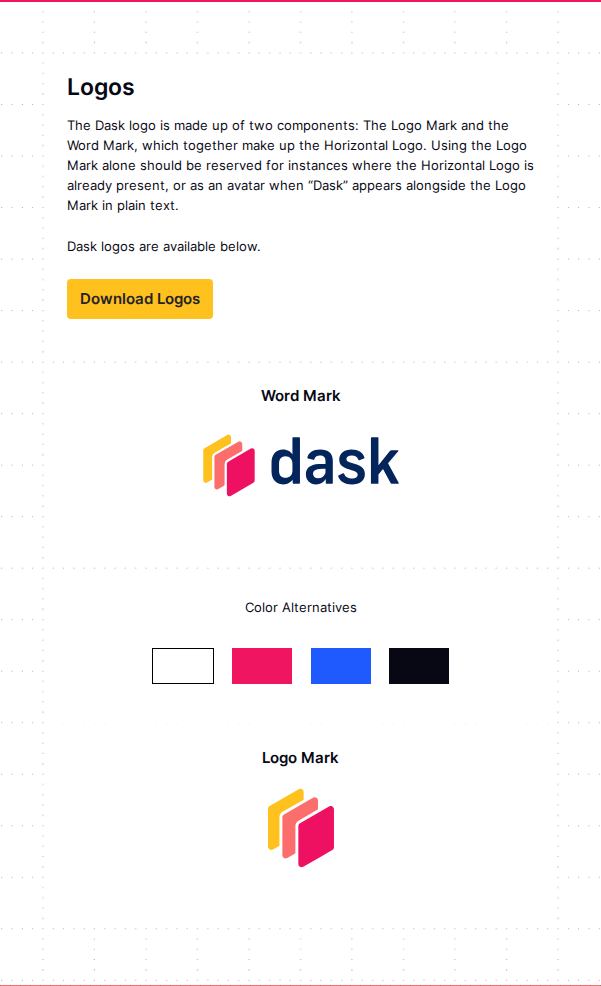 Logos
The Dask logo is made up of two components: The Logo Mark and the
Word Mark, which together make up the Horizontal Logo. Using the Logo
Mark alone should be reserved for instances where the Horizontal Logo is
already present, or as an avatar when “Dask” appears alongside the Logo
Mark in plain text.
Dask logos are available below.
Download Logos
Word Mark
dask
Color Alternatives
Logo Mark